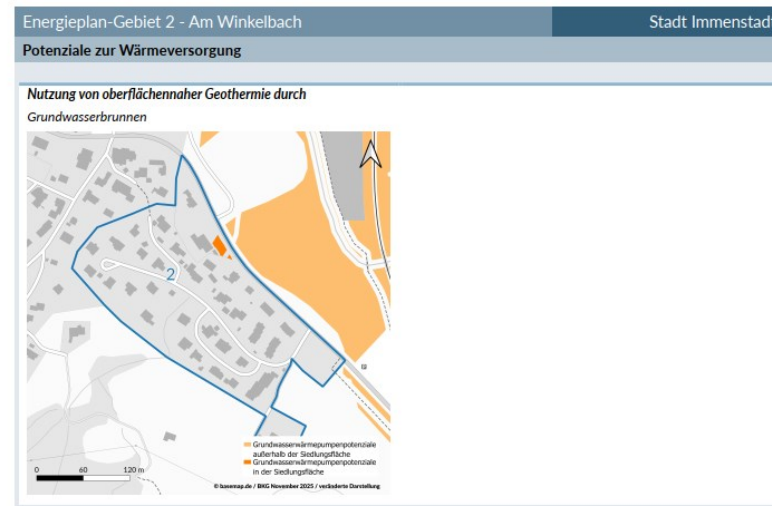 Energieplan-Gebiet 2 - Am Winkelbach
Stadt Immenstadt
Potenziale zur Wärmeversorgung
Nutzung von oberflächennaher Geothermie durch
Grundwasserbrunnen
2
Grundwasserwärmepumpenpotenziale
außerhalb der Siedlungsfläche
Grundwasserwärmepumpenpotenziale
in der Siedlungsfläche
0 60 120 m
© basemap.de / BKG November 2025 / veränderte Darstellung